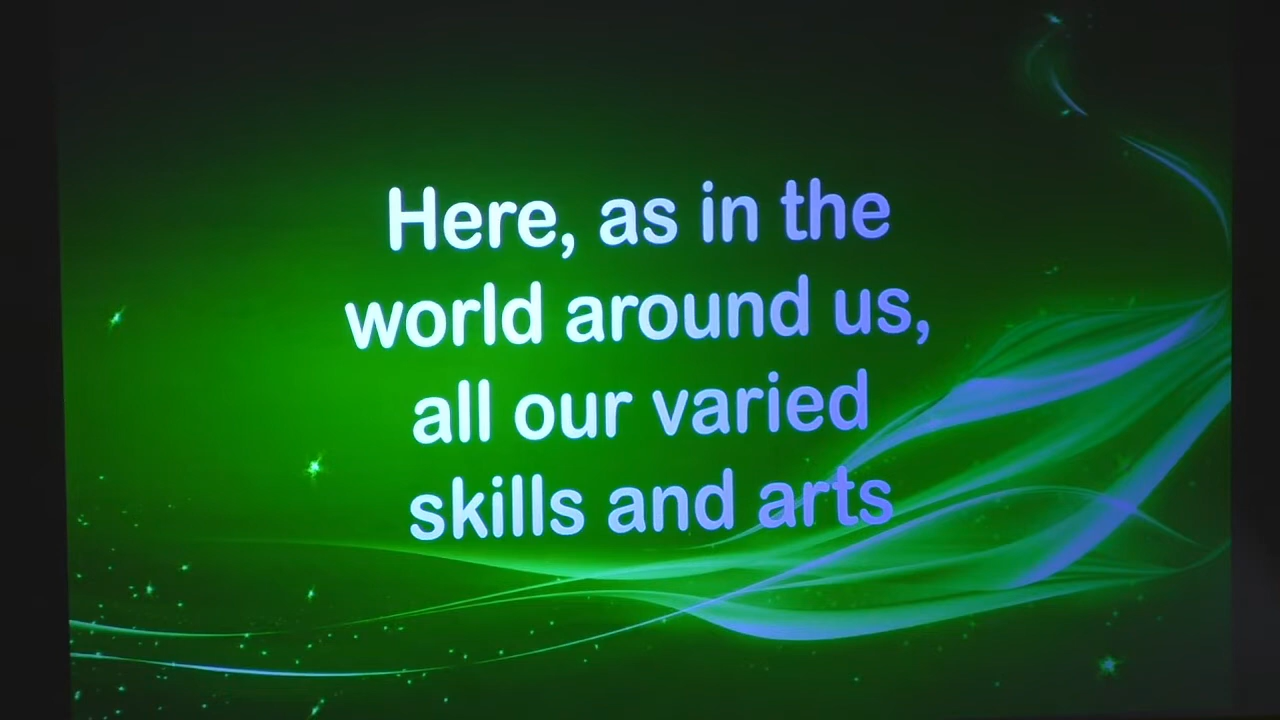 Here, as in the
world around us,
all our varied
skills and arts